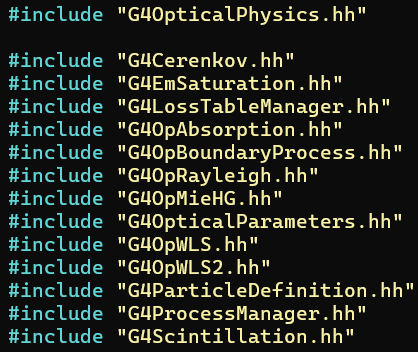 #include "G4OpticalPhysics.hh"
#include "G4Cerenkov.hh"
#include "G4EmSaturation.hh"
#include "G4LossTableManager.hh"
#include "G4OpAbsorption.hh"
#include "G4OpBoundaryProcess.hh"
#include "G4OpRayleigh.hh"
#include "G4OpMieHG.hh"
#include "G4OpticalParameters.hh"
#include "G4OpWLS.hh"
#include "G4OpWLS2.hh"
#include "G4ParticleDefinition.hh"
#include "G4ProcessManager.hh"
#include "G4Scintillation.hh"